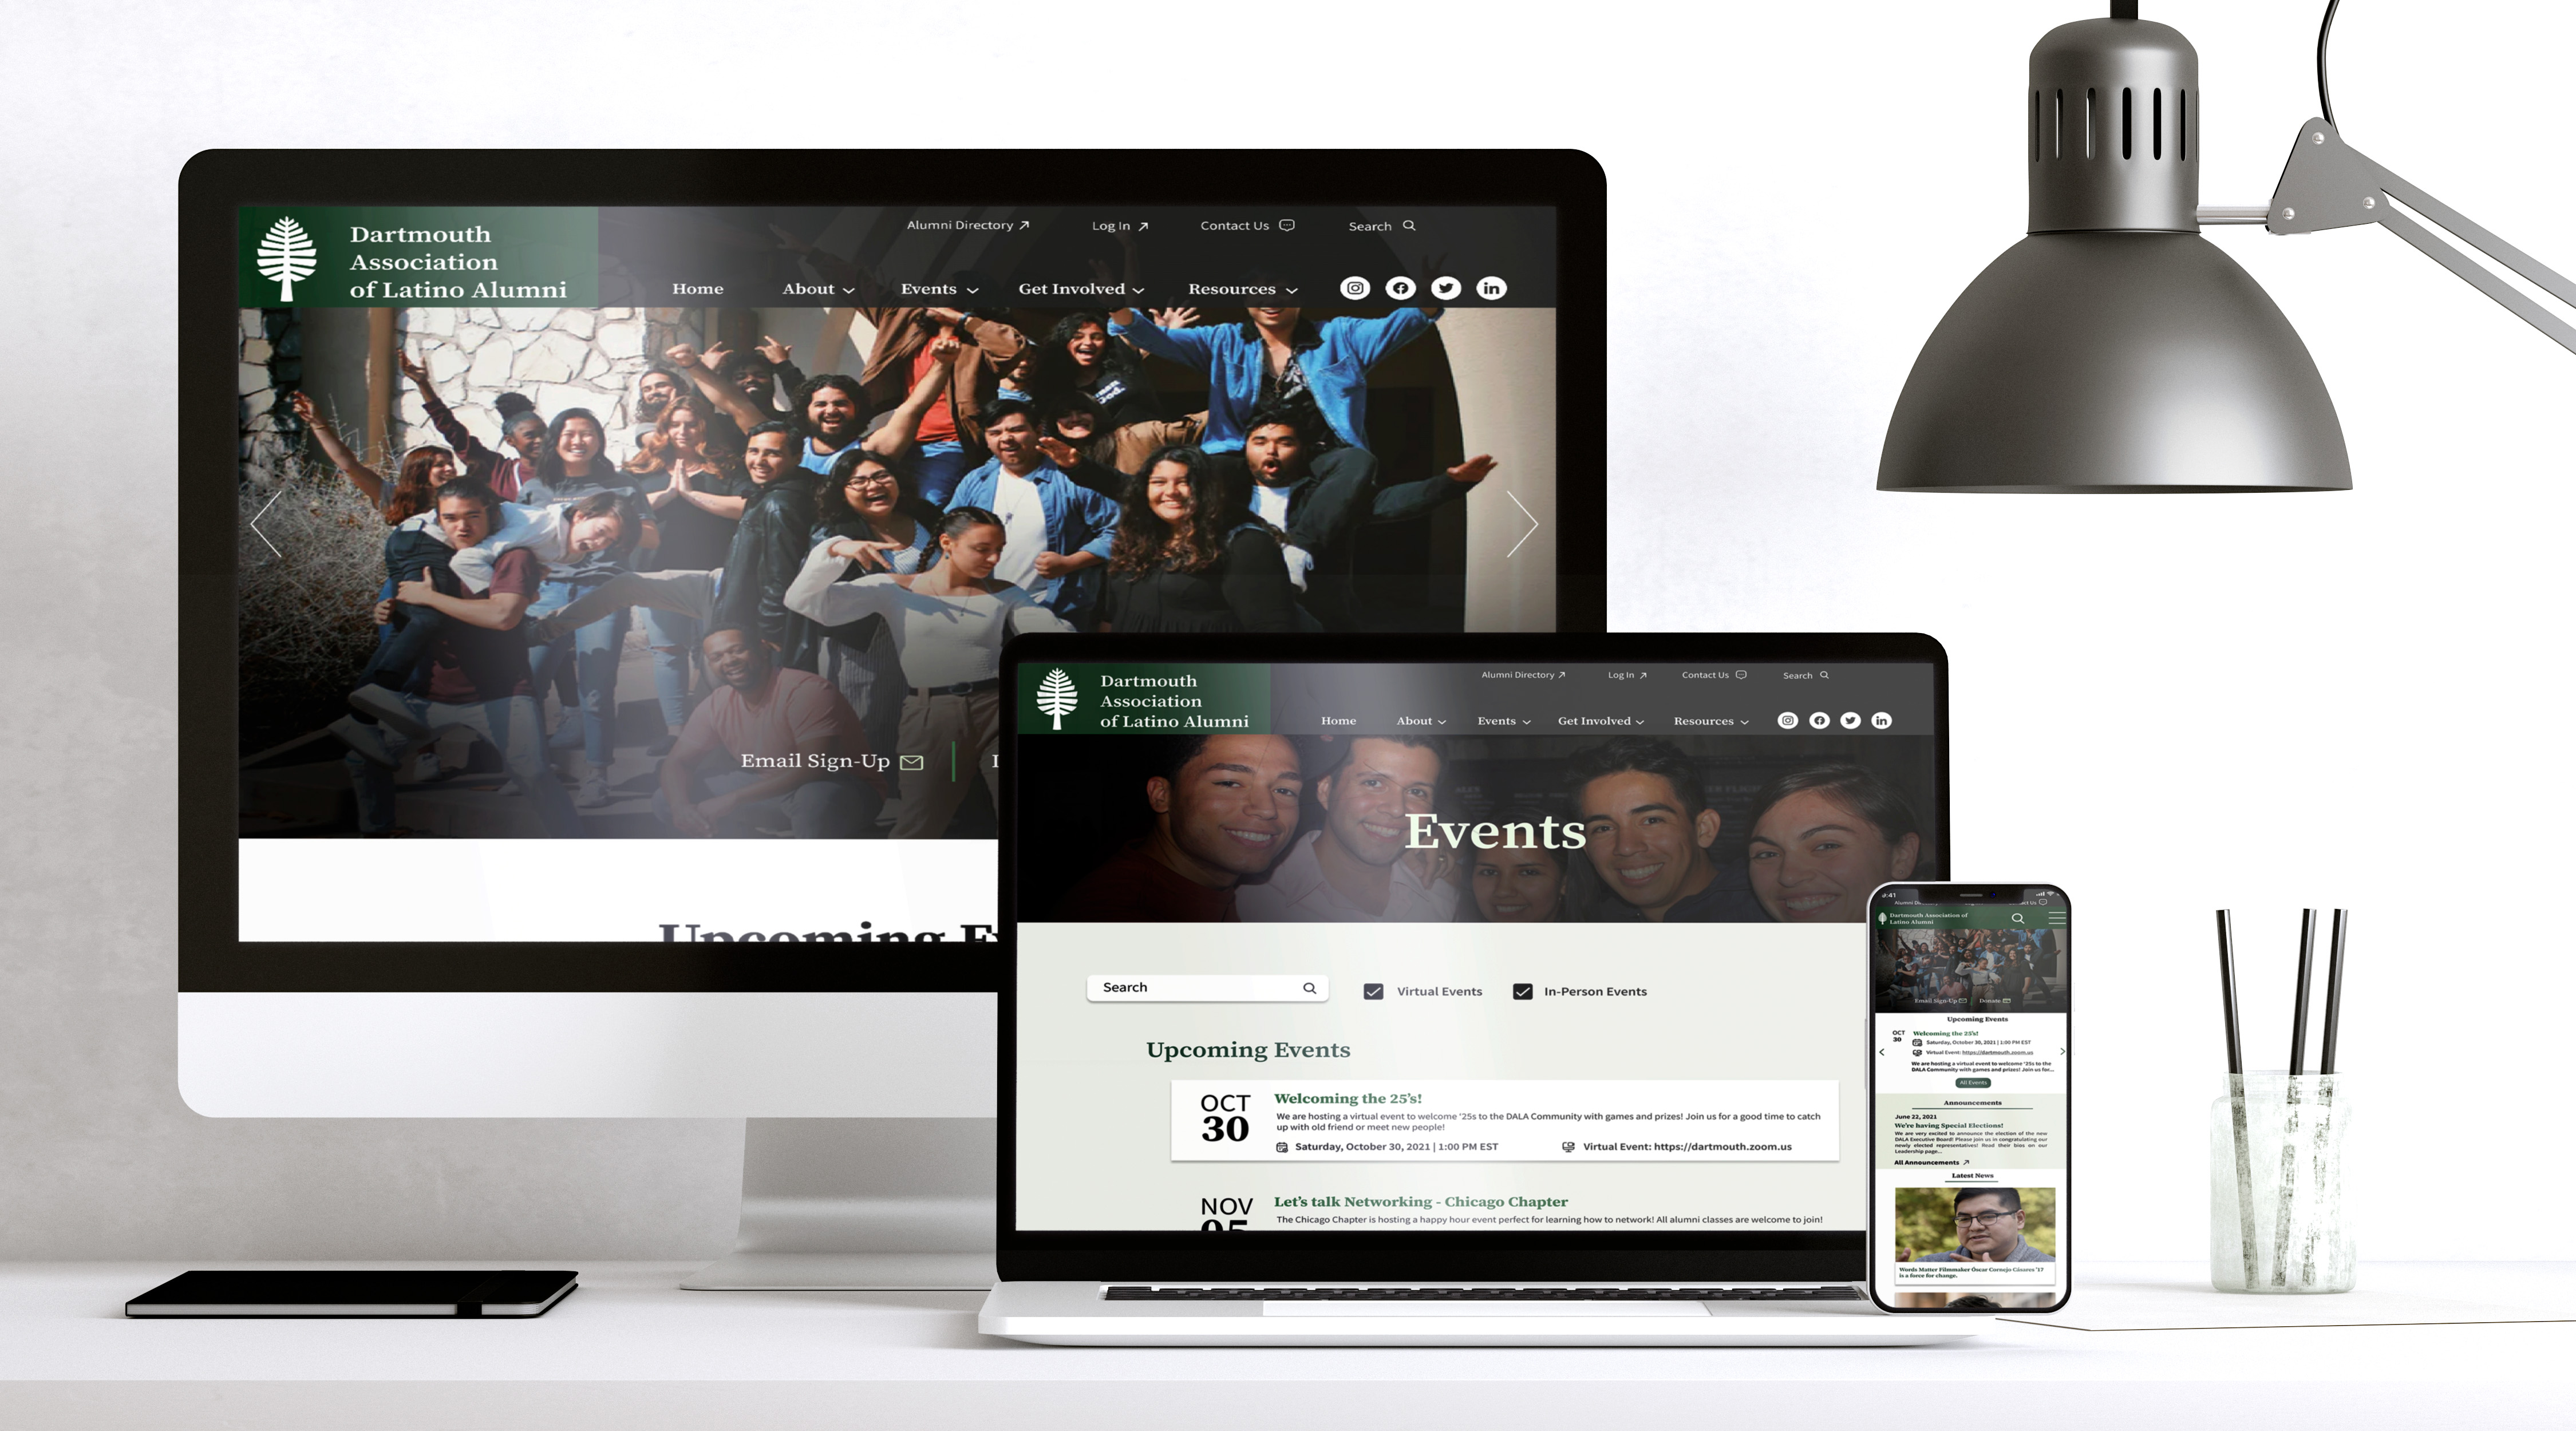 Dartmouth
Association
of Latino Alumni
Alumni Directory
Log In
Contact Us
Search
Home
About
Events
Get Involved
Resources
Email Sign-Up
Upcoming
Dartmouth
Association
of Latino Alumni
Alumni Directory
Log In
Contact Us
Search
Home
About
Events
Get Involved
Resources
Events
Search
Virtual Events
In-Person Events
Upcoming Events
OCT
30
Welcoming the 25's!
We are hosting a virtual event to welcome '25s to the DALA Community with games and prizes! Join us for a good time to catch
up with old friend or meet new people!
Saturday, October 30, 2021 | 1:00 PM EST
Virtual Event: https://dartmouth.zoom.us
NOV
05
Let's talk Networking - Chicago Chapter
The Chicago Chapter is hosting a happy hour event perfect for learning how to network! All alumni classes are welcome to join!
9:41
Dartmouth Association of
Latino Alumni
Email Sign-Up
Donate
Upcoming Events
OCT
30
Welcoming the 25's!
Saturday, October 30, 2021 | 1:00 PM EST
Virtual Event: https://dartmouth.zoom.us
We are hosting a virtual event to welcome '25s to the
DALA Community with games and prizes! Join us for...
All Events
Announcements
June 22, 2021
We're having Special Elections!
We are very excited to announce the election of the new
DALA Executive Board! Please join us in congratulating our
newly elected representatives! Read their bios on our
Leadership page...
All Announcements
Latest News
Words Matter Filmmaker Óscar Cornejo Cásares '17
is a force for change.